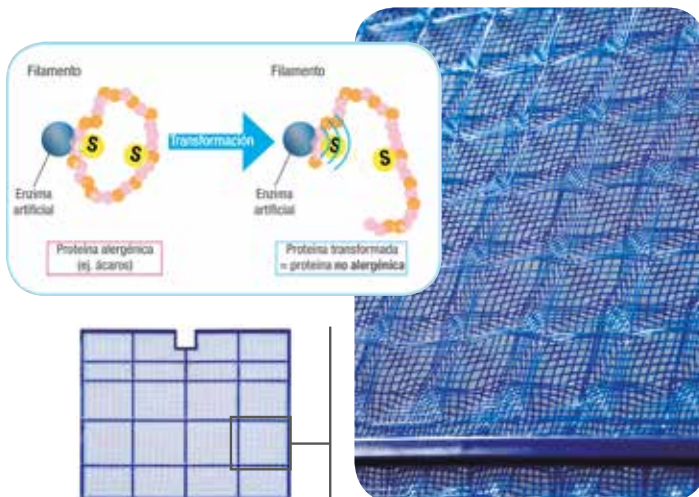 Filamento
Filamento
S
S
Transformación
S
S
Enzima
artificial
Enzima
artificial
Proteína alergénica
(ej. ácaros)
Proteína transformada
= proteína no alergénica